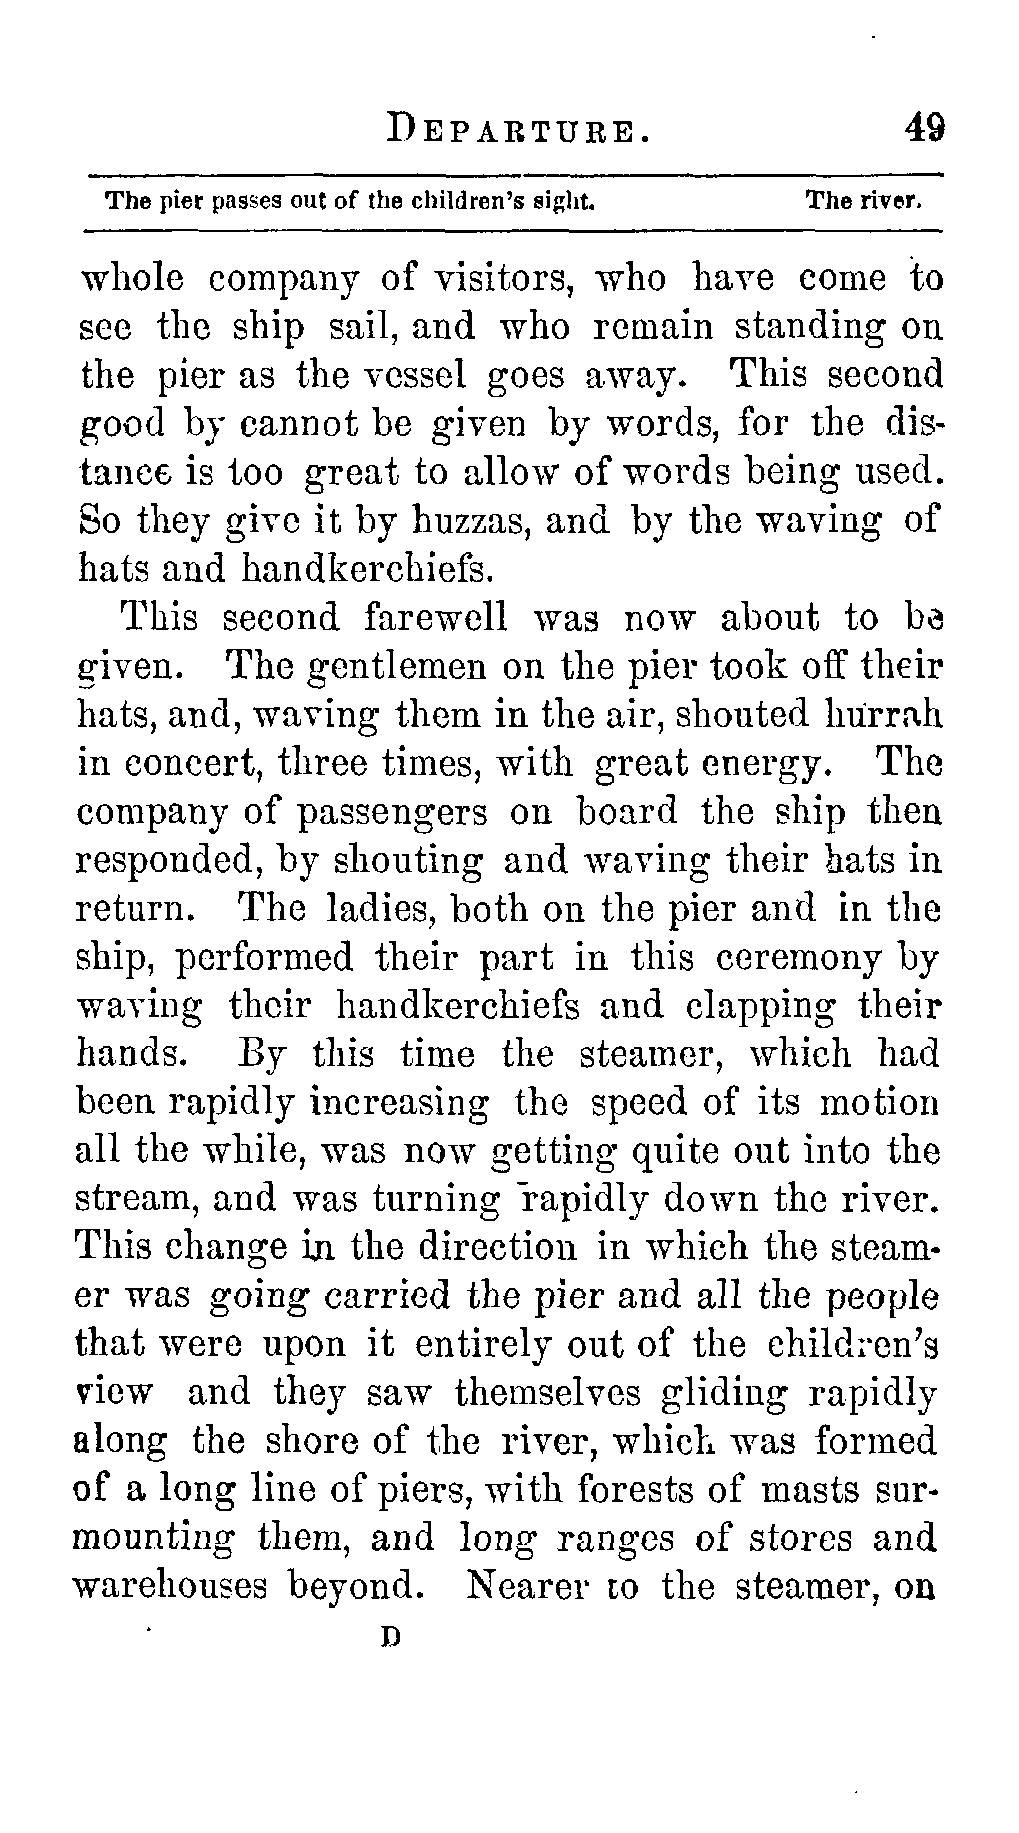 DEPARTURE. 49
The pier passes out of the children's sight. The river.
whole company of visitors, who have come to
see the ship sail, and who remain standing on
the pier as the vessel goes away. This second
good by cannot be given by words, for the dis-
tance is too great to allow of words being used.
So they give it by huzzas, and by the waving of
hats and handkerchiefs.
This second farewell was now about to be
given. The gentlemen on the pier took off their
hats, and, waving them in the air, shouted hurrah
in concert, three times, with great energy. The
company of passengers on board the ship then
responded, by shouting and waving their hats in
return. The ladies, both on the pier and in the
ship, performed their part in this ceremony by
waving their handkerchiefs and clapping their
hands. By this time the steamer, which had
been rapidly increasing the speed of its motion
all the while, was now getting quite out into the
stream, and was turning rapidly down the river.
This change in the direction in which the steam-
er was going carried the pier and all the people
that were upon it entirely out of the children's
view and they saw themselves gliding rapidly
along the shore of the river, which was formed
of a long line of piers, with forests of masts sur-
mounting them, and long ranges of stores and
warehouses beyond. Nearer to the steamer, on
D